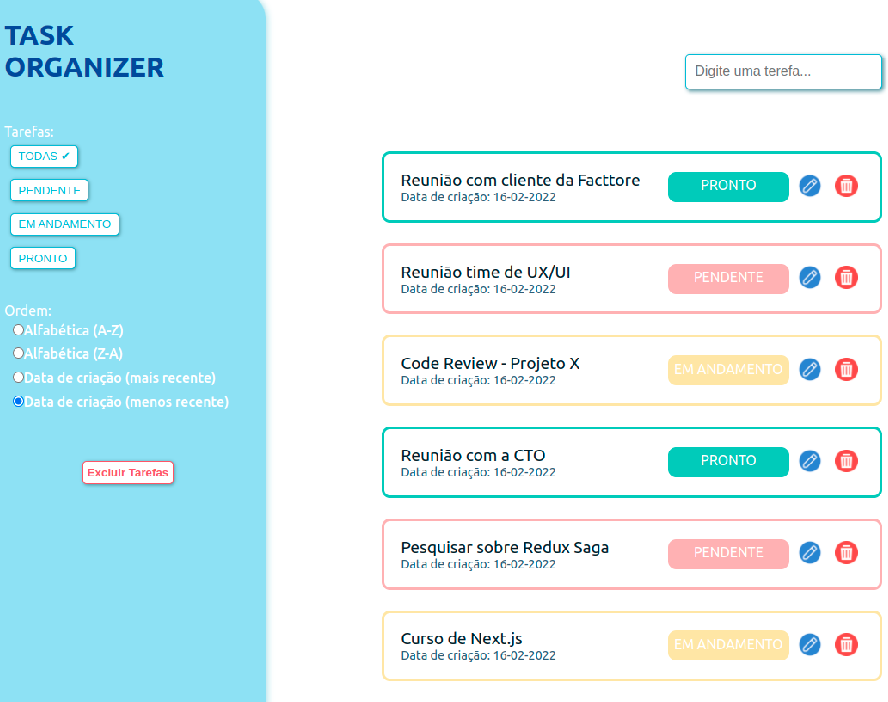 TASK
ORGANIZER
Tarefas:
TODAS ✔
PENDENTE
EM ANDAMENTO
PRONTO
Ordem:
Alfabética (A-Z)
Alfabética (Z-A)
Data de criação (mais recente)
Data de criação (menos recente)
Excluir Tarefas
Digite uma terefa...
Reunião com cliente da Facttore
Data de criação: 16-02-2022
PRONTO
Reunião time de UX/UI
Data de criação: 16-02-2022
PENDENTE
Code Review - Projeto X
Data de criação: 16-02-2022
EM ANDAMENTO
Reunião com a CTO
Data de criação: 16-02-2022
PRONTO
Pesquisar sobre Redux Saga
Data de criação: 16-02-2022
PENDENTE
Curso de Next.js
Data de criação: 16-02-2022
EM ANDAMENTO